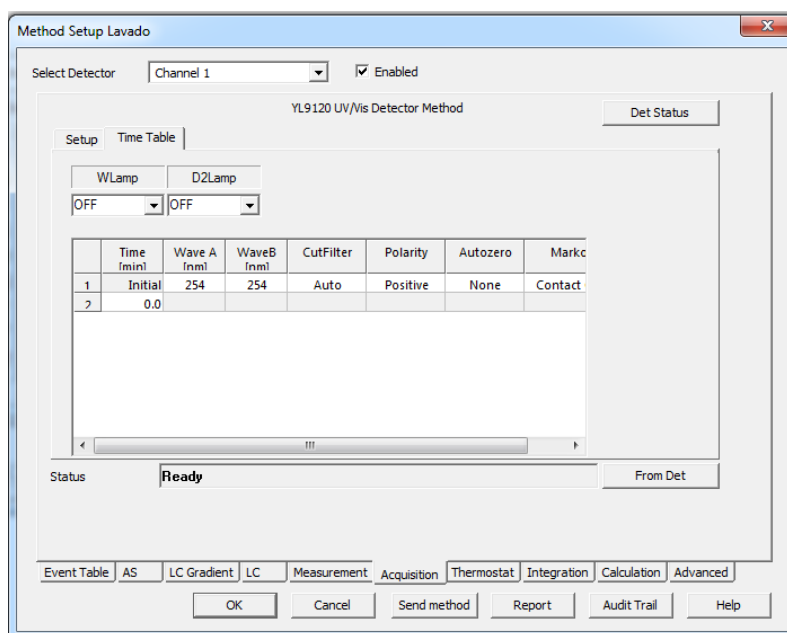 Method Setup Lavado
Select Detector Channel 1 Enabled
YL9120 UV/Vis Detector Method Det Status
Setup Time Table
WLamp D2Lamp
OFF OFF
Time [min] Wave A [nm] WaveB [nm] CutFilter Polarity Autozero Markc
1 Initial 254 254 Auto Positive None Contact
2 0.0
Status Ready From Det
Event Table AS LC Gradient LC Measurement Acquisition Thermostat Integration Calculation Advanced
OK Cancel Send method Report Audit Trail Help